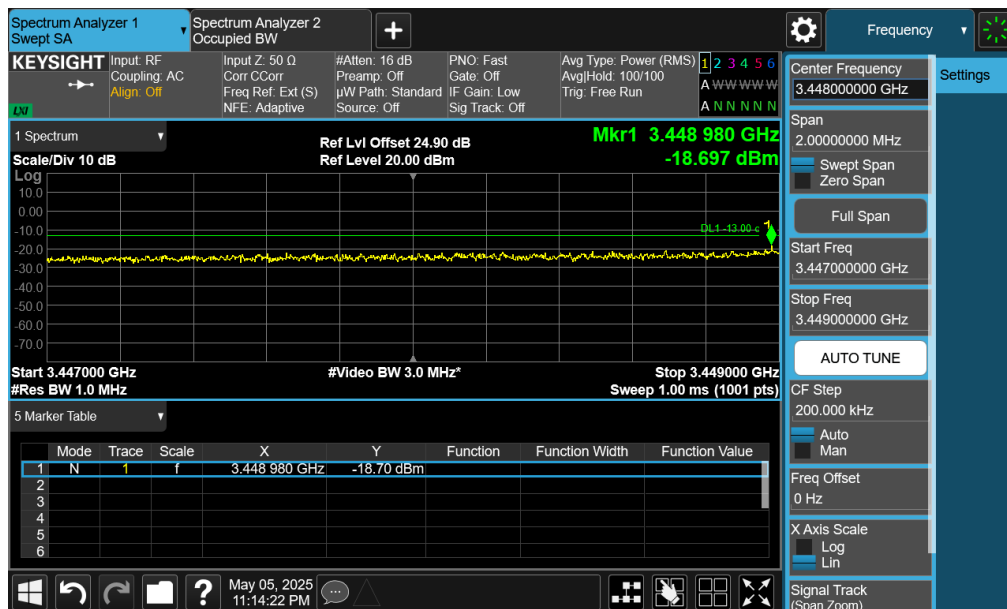 Spectrum Analyzer 1
Swept SA
Spectrum Analyzer 2
Occupied BW
Frequency
KEYSIGHT
LXI
Input: RF
Coupling: AC
Align: Off
Input Z: 50 Ω
Corr CCorr
Freq Ref: Ext (S)
NFE: Adaptive
#Atten: 16 dB
Preamp: Off
µW Path: Standard
Source: Off
PNO: Fast
Gate: Off
IF Gain: Low
Sig Track: Off
Avg Type: Power (RMS)
Avg|Hold: 100/100
Trig: Free Run
1 2 3 4 5 6
A W W W W W
A N N N N N
1 Spectrum
Scale/Div 10 dB
Ref Lvl Offset 24.90 dB
Ref Level 20.00 dBm
Mkr1 3.448 980 GHz
-18.697 dBm
Log
10.0
0.00
-10.0
-20.0
-30.0
-40.0
-50.0
-60.0
-70.0
DL1 -13.00 c
1
Start 3.447000 GHz
#Res BW 1.0 MHz
#Video BW 3.0 MHz*
Stop 3.449000 GHz
Sweep 1.00 ms (1001 pts)
5 Marker Table
Mode Trace Scale X Y Function Function Width Function Value
1 N 1 f 3.448 980 GHz -18.70 dBm
2
3
4
5
6
?
May 05, 2025
11:14:22 PM
Center Frequency
3.448000000 GHz
Settings
Span
2.00000000 MHz
Swept Span
Zero Span
Full Span
Start Freq
3.447000000 GHz
Stop Freq
3.449000000 GHz
AUTO TUNE
CF Step
200.000 kHz
Auto
Man
Freq Offset
0 Hz
X Axis Scale
Log
Lin
Signal Track
(Span Zoom)